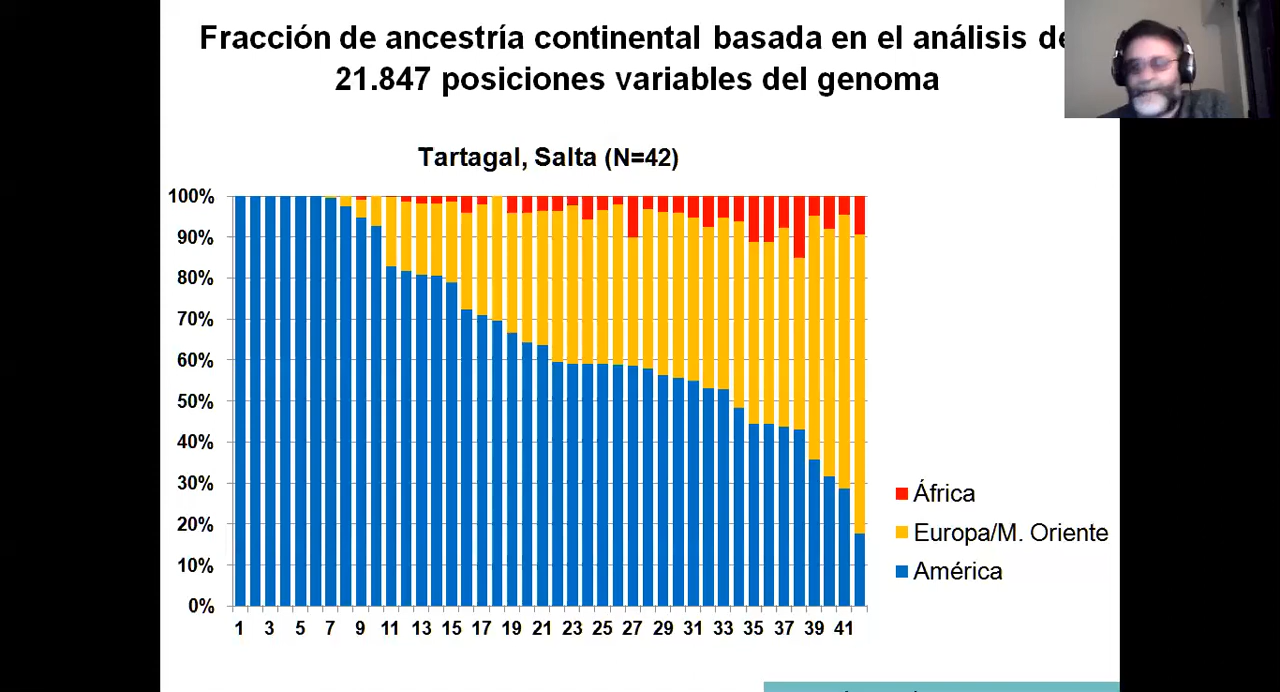 Fracción de ancestría continental basada en el análisis de
21.847 posiciones variables del genoma
Tartagal, Salta (N=42)
100%
90%
80%
70%
60%
50%
40%
30%
20%
10%
0%
1 3 5 7 9 11 13 15 17 19 21 23 25 27 29 31 33 35 37 39 41
África
Europa/M. Oriente
América